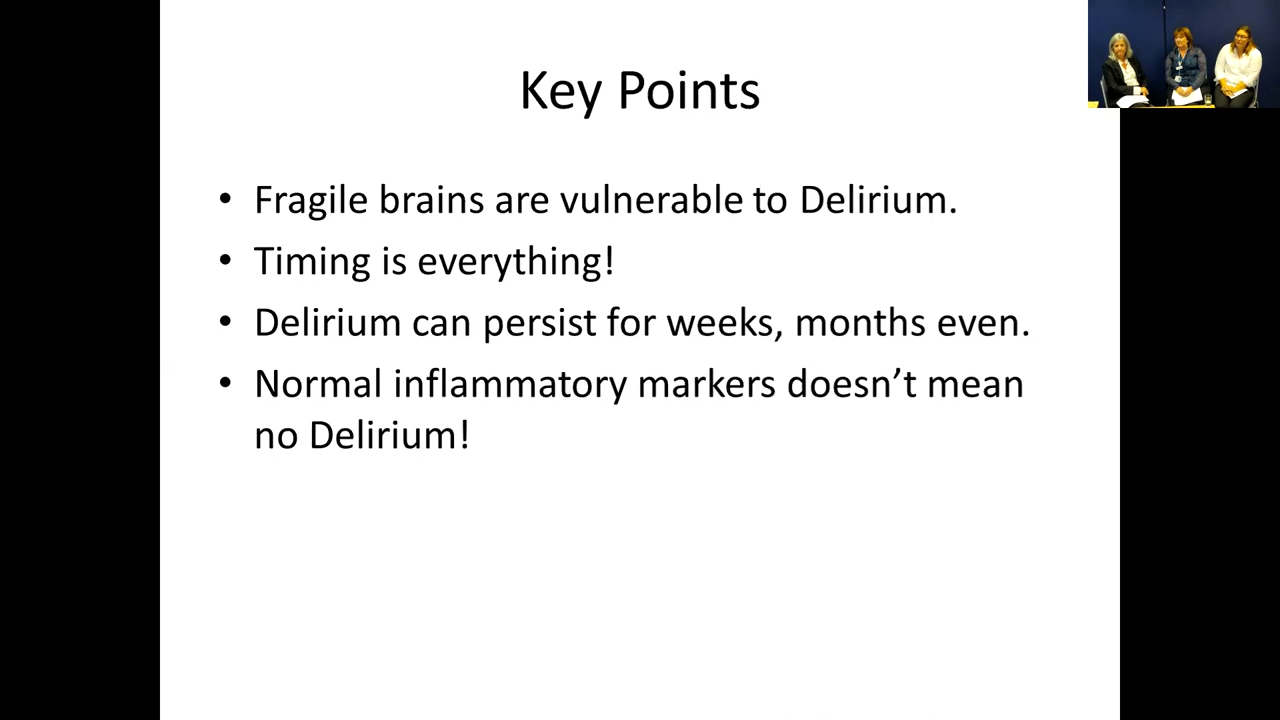 Key Points
• Fragile brains are vulnerable to Delirium.
• Timing is everything!
• Delirium can persist for weeks, months even.
• Normal inflammatory markers doesn’t mean
no Delirium!